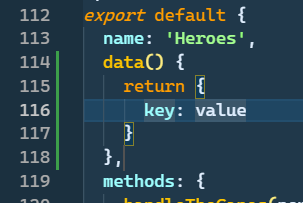 112 export default {
113 name: 'Heroes',
114 data() {
115 return {
116 key: value
117 }
118 },
119 methods: {